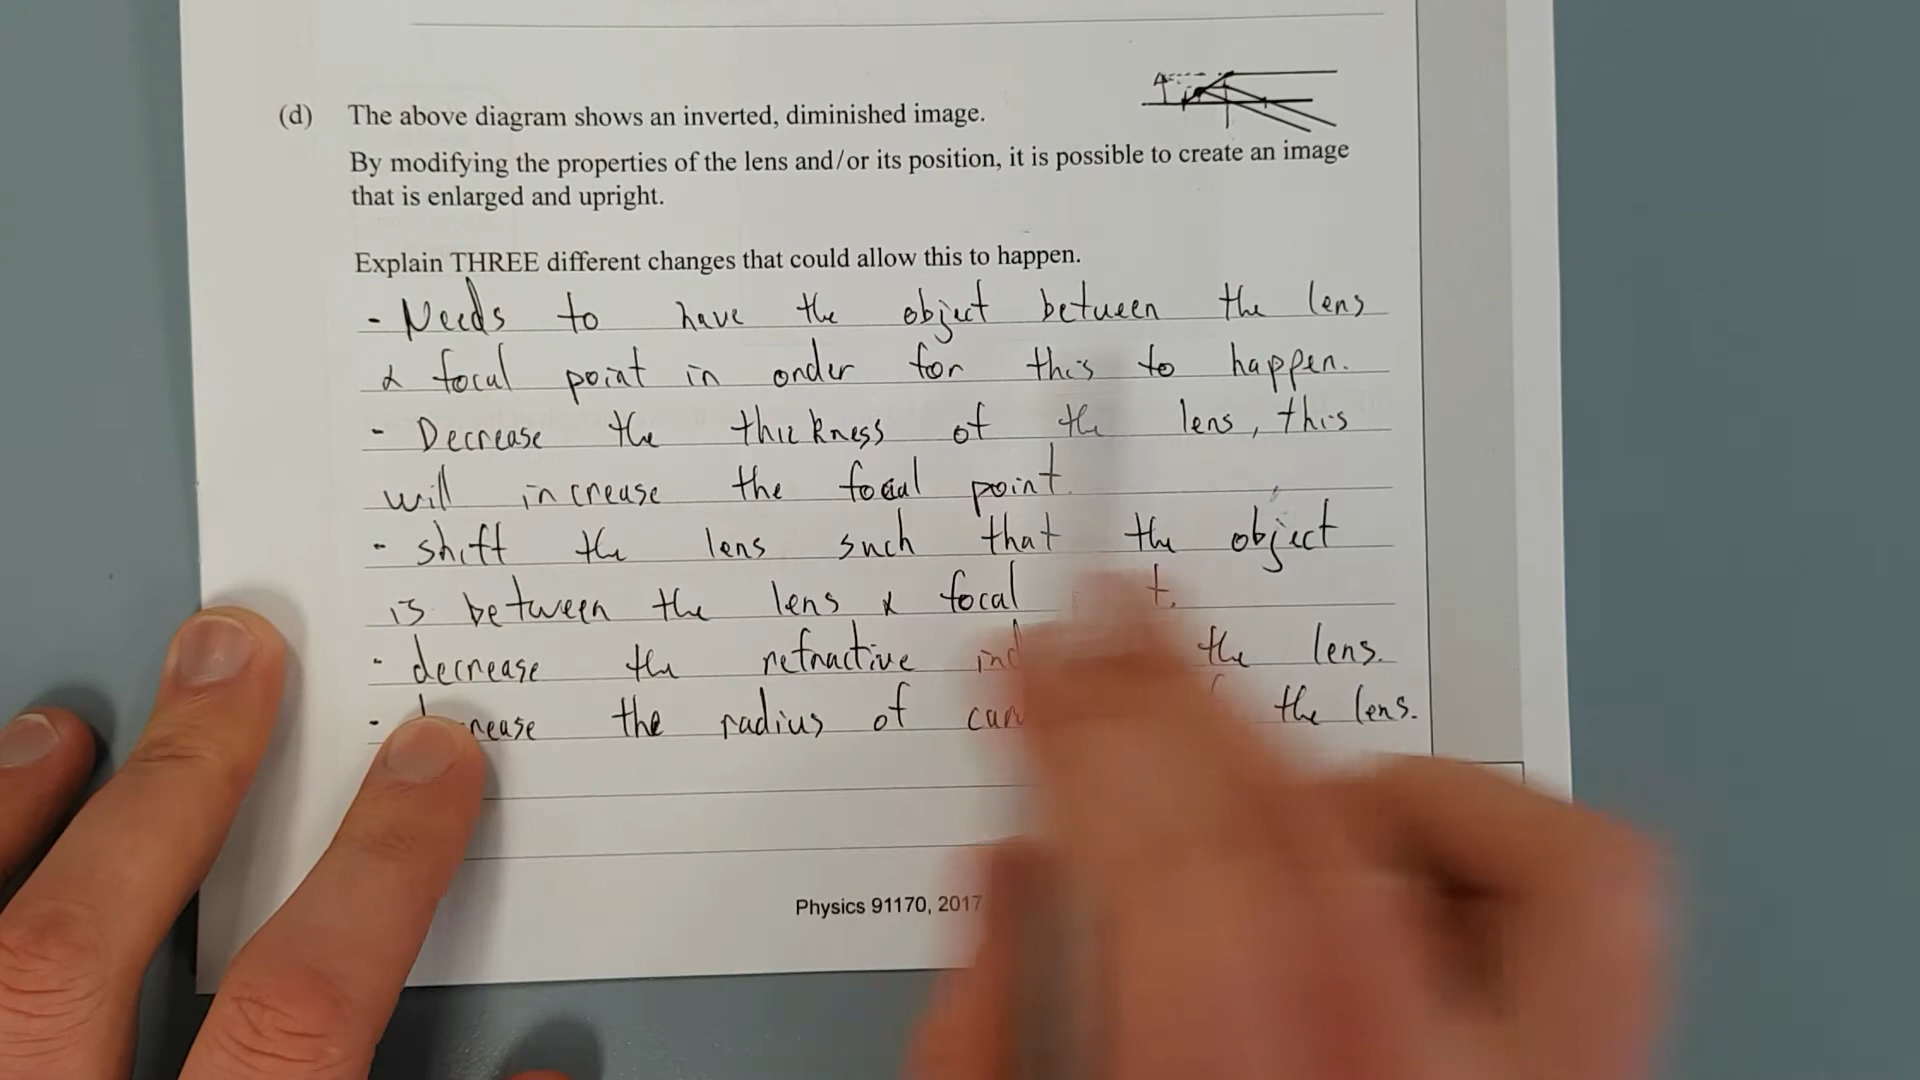 (d) The above diagram shows an inverted, diminished image.
By modifying the properties of the lens and/or its position, it is possible to create an image
that is enlarged and upright.
Explain THREE different changes that could allow this to happen.
- Needs to have the object between the lens
& focal point in order for this to happen.
- Decrease the thickness of the lens, this
will increase the focal point.
- shift the lens such that the object
is between the lens & focal
- decrease the refractive the lens.
- the radius of the lens.
Physics 91170, 2017